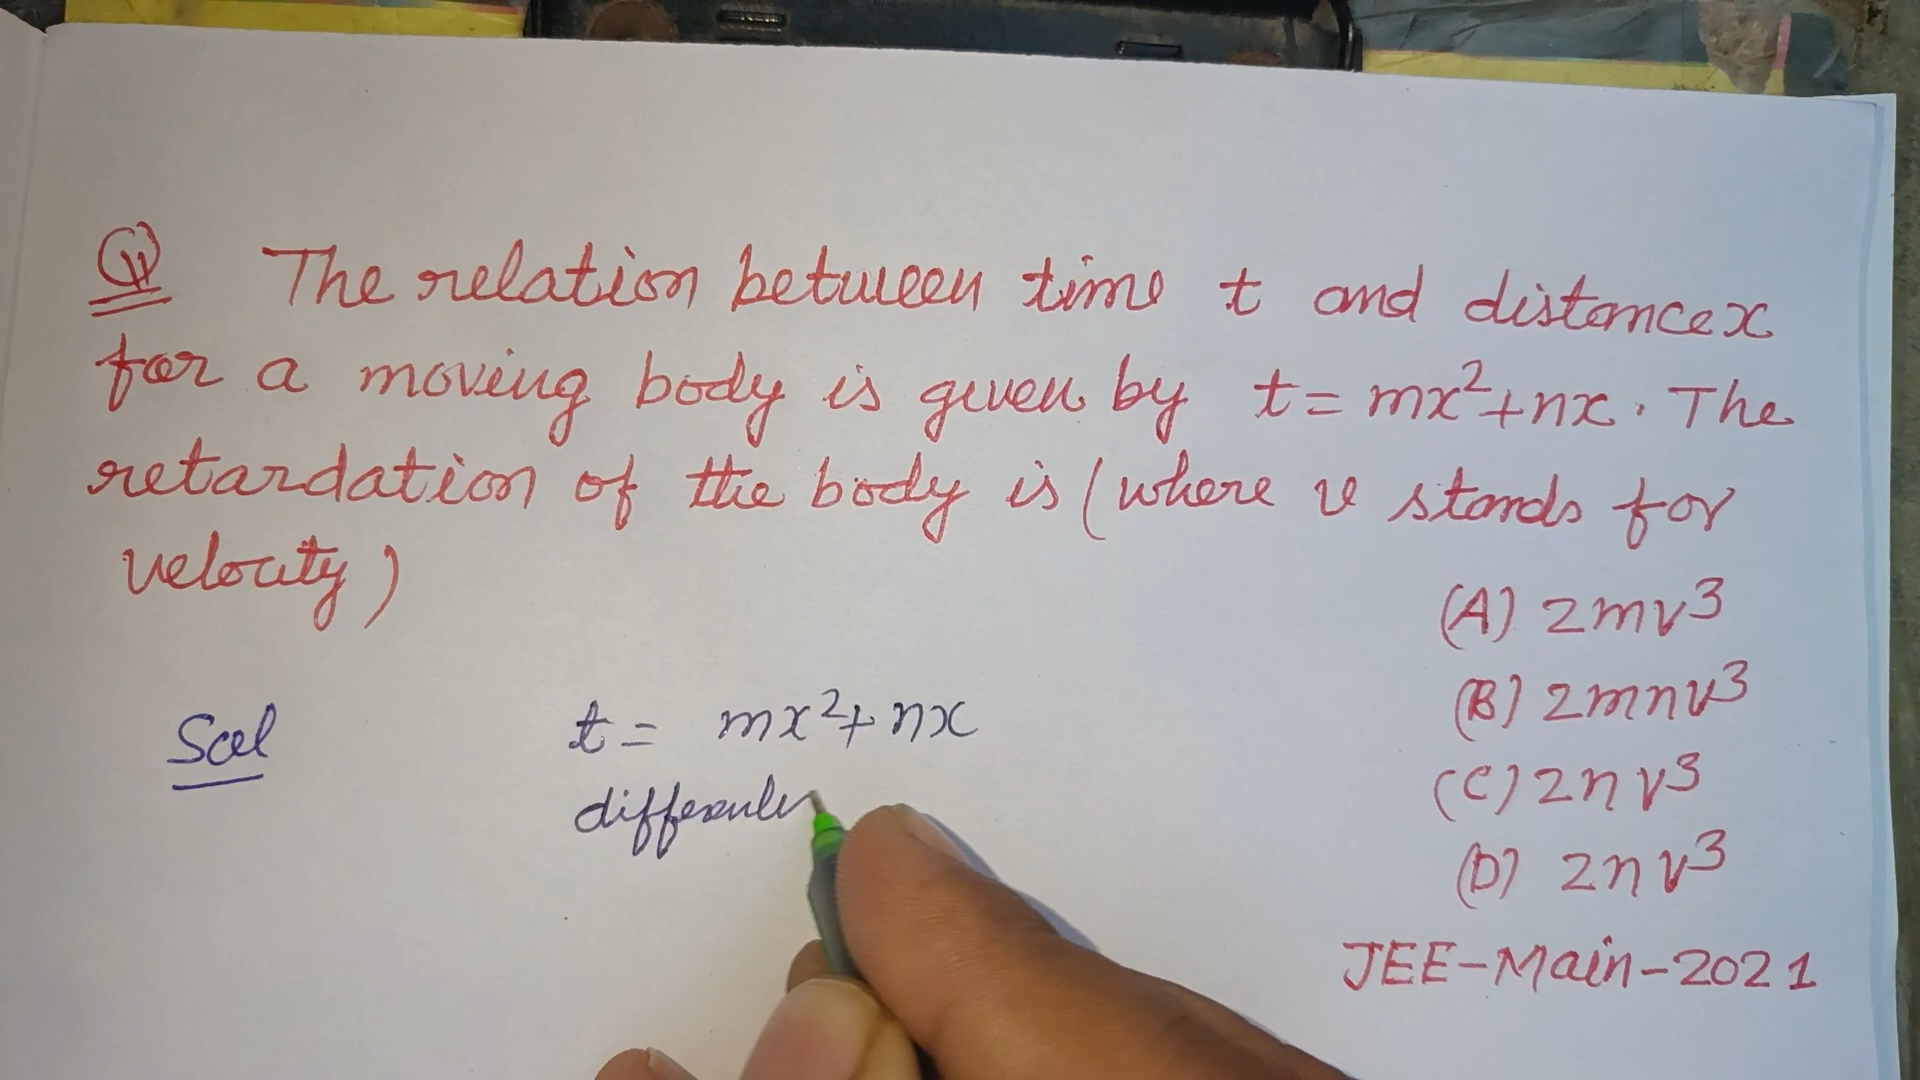 Q The relation between time t and distance x
for a moving body is given by t = mx²+nx. The
retardation of the body is (where v stands for
velocity)
(A) 2mv³
(B) 2mnv³
(C) 2nv³
(D) 2nv³
JEE-Main-2021
Sol t = mx²+nx